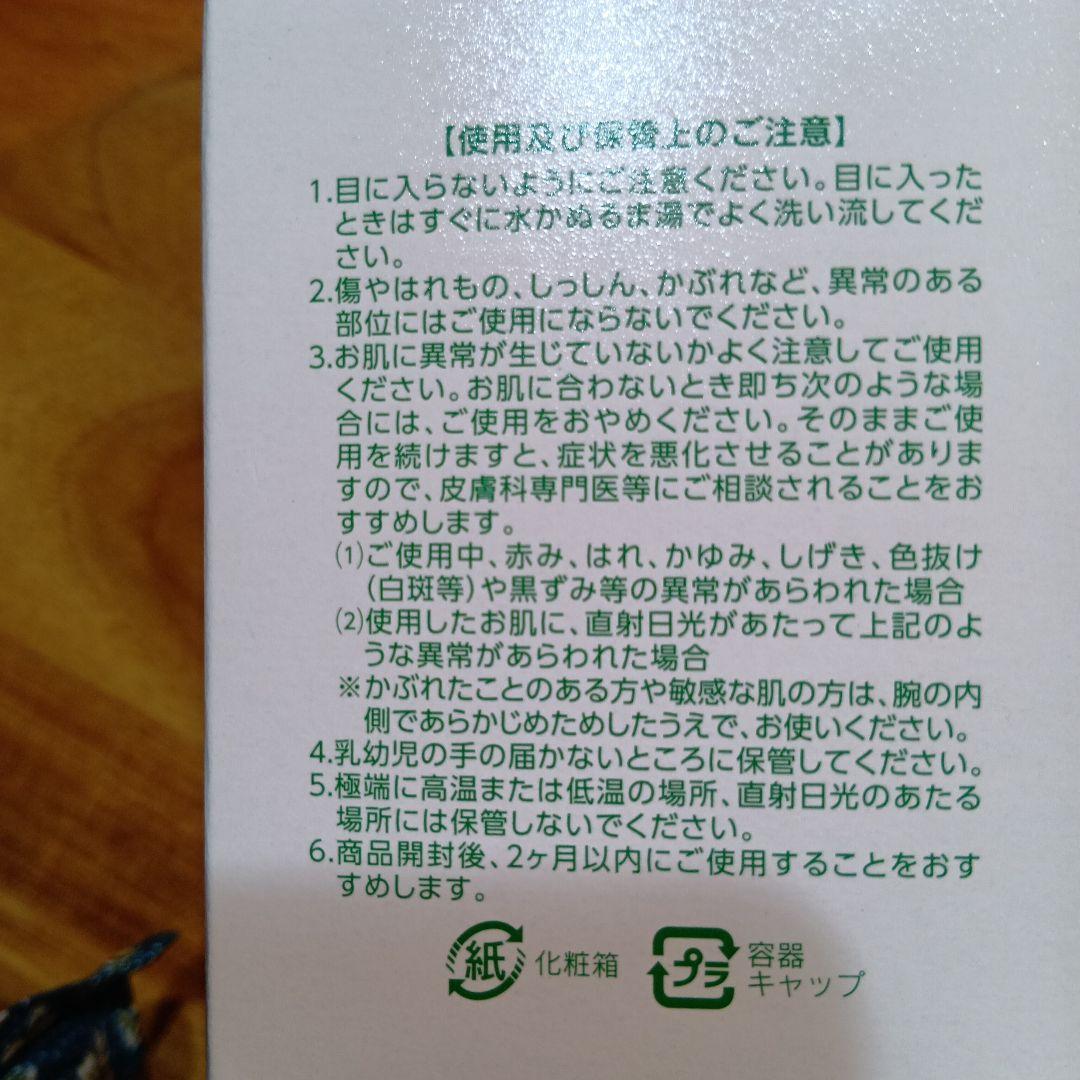 【使用及び保管上のご注意】
1.目に入らないようにご注意ください。目に入った
ときはすぐに水かぬるま湯でよく洗い流してくだ
さい。
2.傷やはれもの、しっしん、かぶれなど、異常のある
部位にはご使用にならないでください。
3.お肌に異常が生じていないかよく注意してご使用
ください。お肌に合わないとき即ち次のような場
合には、ご使用をおやめください。そのままご使
用を続けますと、症状を悪化させることがありま
すので、皮膚科専門医等にご相談されることをお
すすめします。
(1)ご使用中、赤み、はれ、かゆみ、しげき、色抜け
(白斑等)や黒ずみ等の異常があらわれた場合
(2)使用したお肌に、直射日光があたって上記のよ
うな異常があらわれた場合
※かぶれたことのある方や敏感な肌の方は、腕の内
側であらかじめためしたうえで、お使いください。
4.乳幼児の手の届かないところに保管してください。
5.極端に高温または低温の場所、直射日光のあたる
場所には保管しないでください。
6.商品開封後、2ヶ月以内にご使用することをおす
すめします。
紙 化粧箱
プラ 容器
キャップ